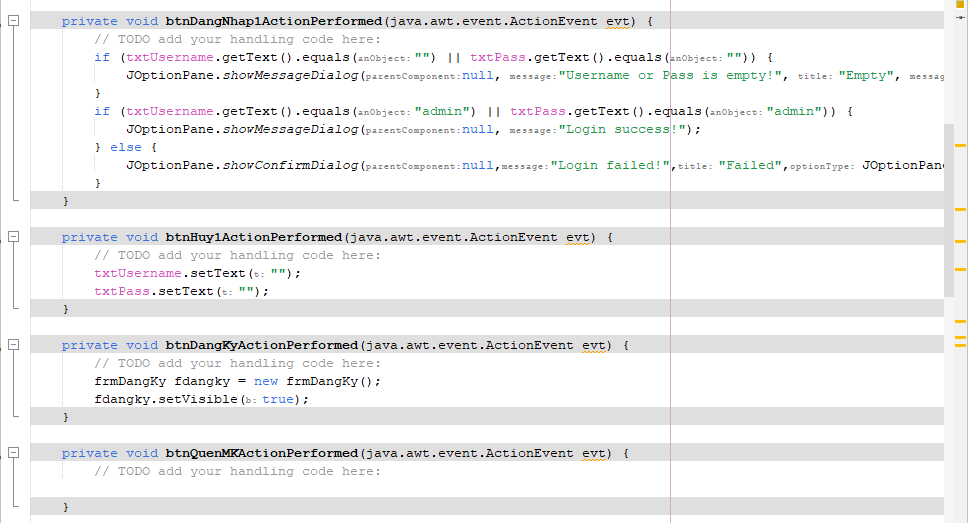 private void btnDangNhap1ActionPerformed(java.awt.event.ActionEvent evt) {
// TODO add your handling code here:
if (txtUsername.getText().equals(anObject: "") || txtPass.getText().equals(anObject: "")) {
JOptionPane.showMessageDialog(parentComponent: null, message: "Username or Pass is empty!", title: "Empty", messag
}
if (txtUsername.getText().equals(anObject: "admin") || txtPass.getText().equals(anObject: "admin")) {
JOptionPane.showMessageDialog(parentComponent: null, message: "Login success!");
} else {
JOptionPane.showConfirmDialog(parentComponent: null,message: "Login failed!",title: "Failed",optionType: JOptionPan
}
}
private void btnHuy1ActionPerformed(java.awt.event.ActionEvent evt) {
// TODO add your handling code here:
txtUsername.setText(t: "");
txtPass.setText(t: "");
}
private void btnDangKyActionPerformed(java.awt.event.ActionEvent evt) {
// TODO add your handling code here:
frmDangKy fdangky = new frmDangKy();
fdangky.setVisible(b: true);
}
private void btnQuenMKActionPerformed(java.awt.event.ActionEvent evt) {
// TODO add your handling code here:
}